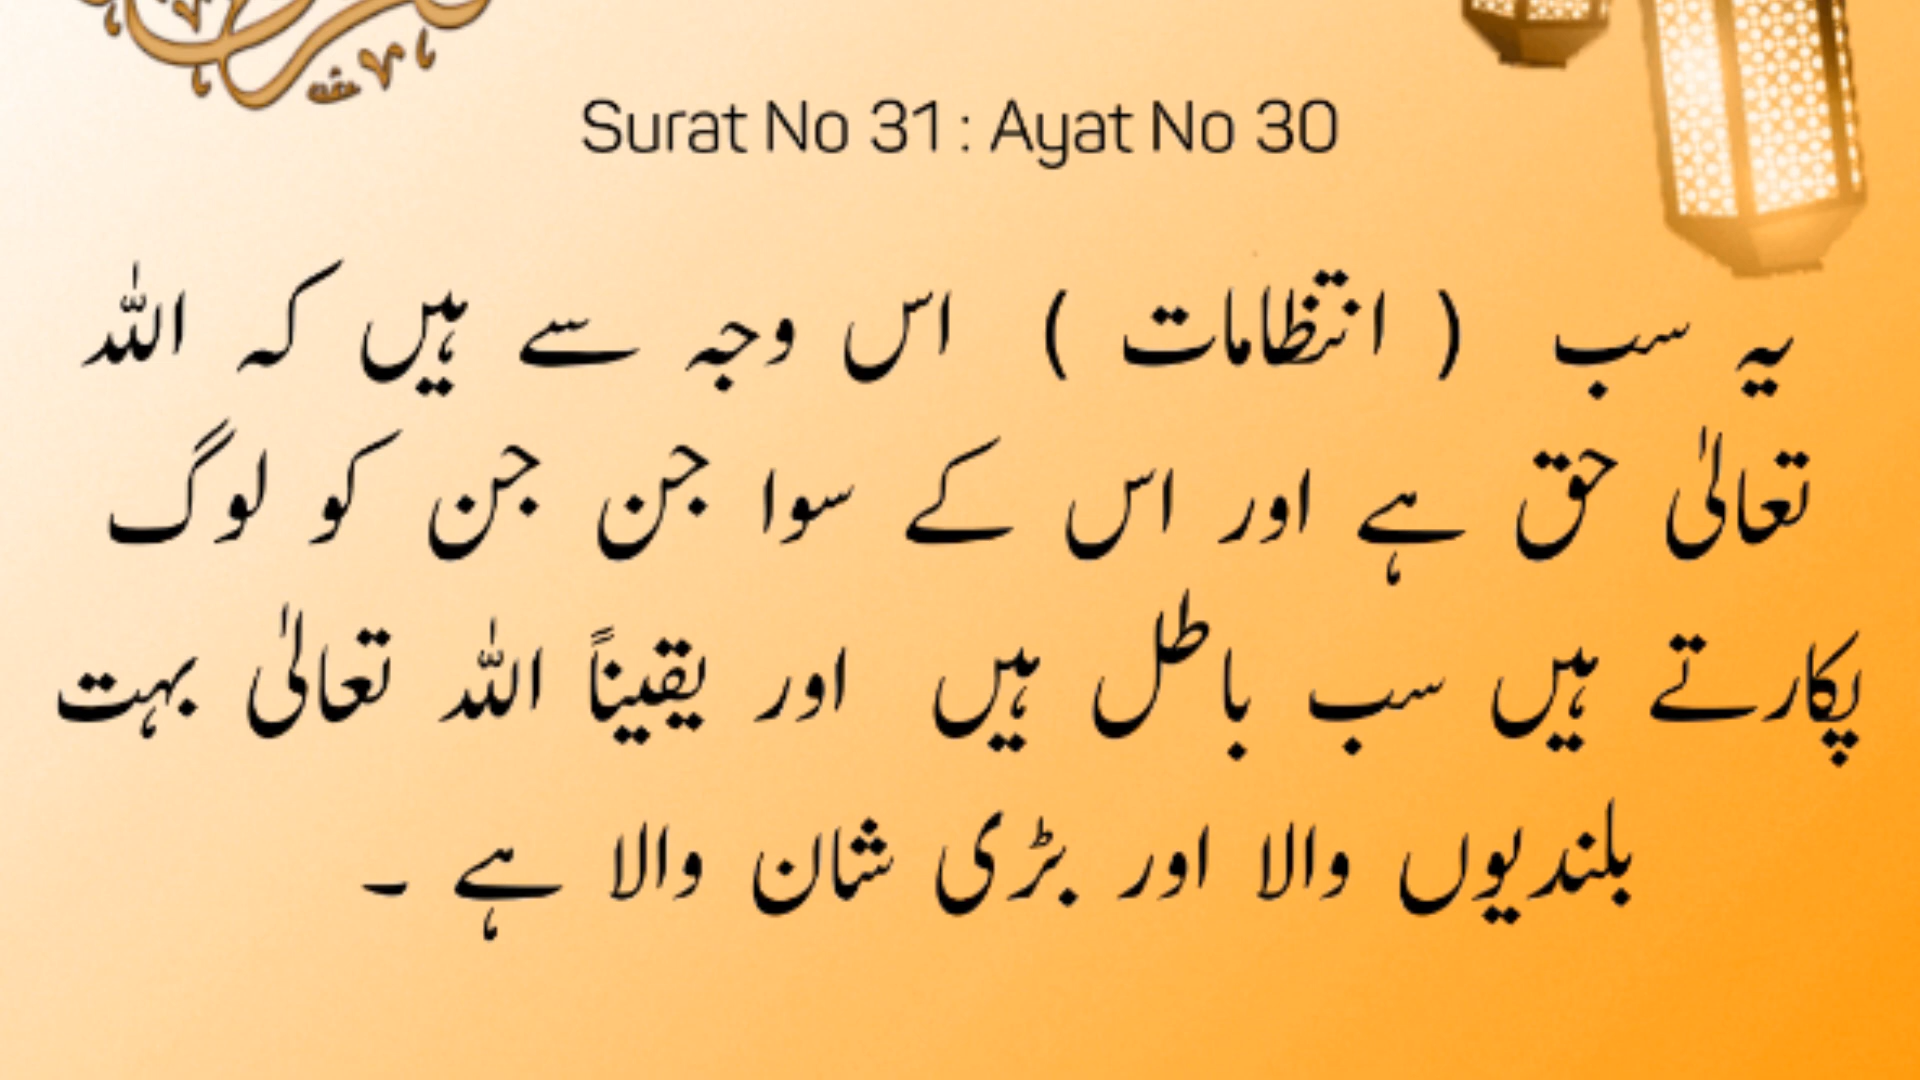 Surat No 31 : Ayat No 30
یہ سب ( انتظامات ) اس وجہ سے ہیں کہ اللہ
تعالیٰ حق ہے اور اس کے سوا جن جن کو لوگ
پکارتے ہیں سب باطل ہیں اور یقیناً اللہ تعالیٰ بہت
بلندیوں والا اور بڑی شان والا ہے ۔